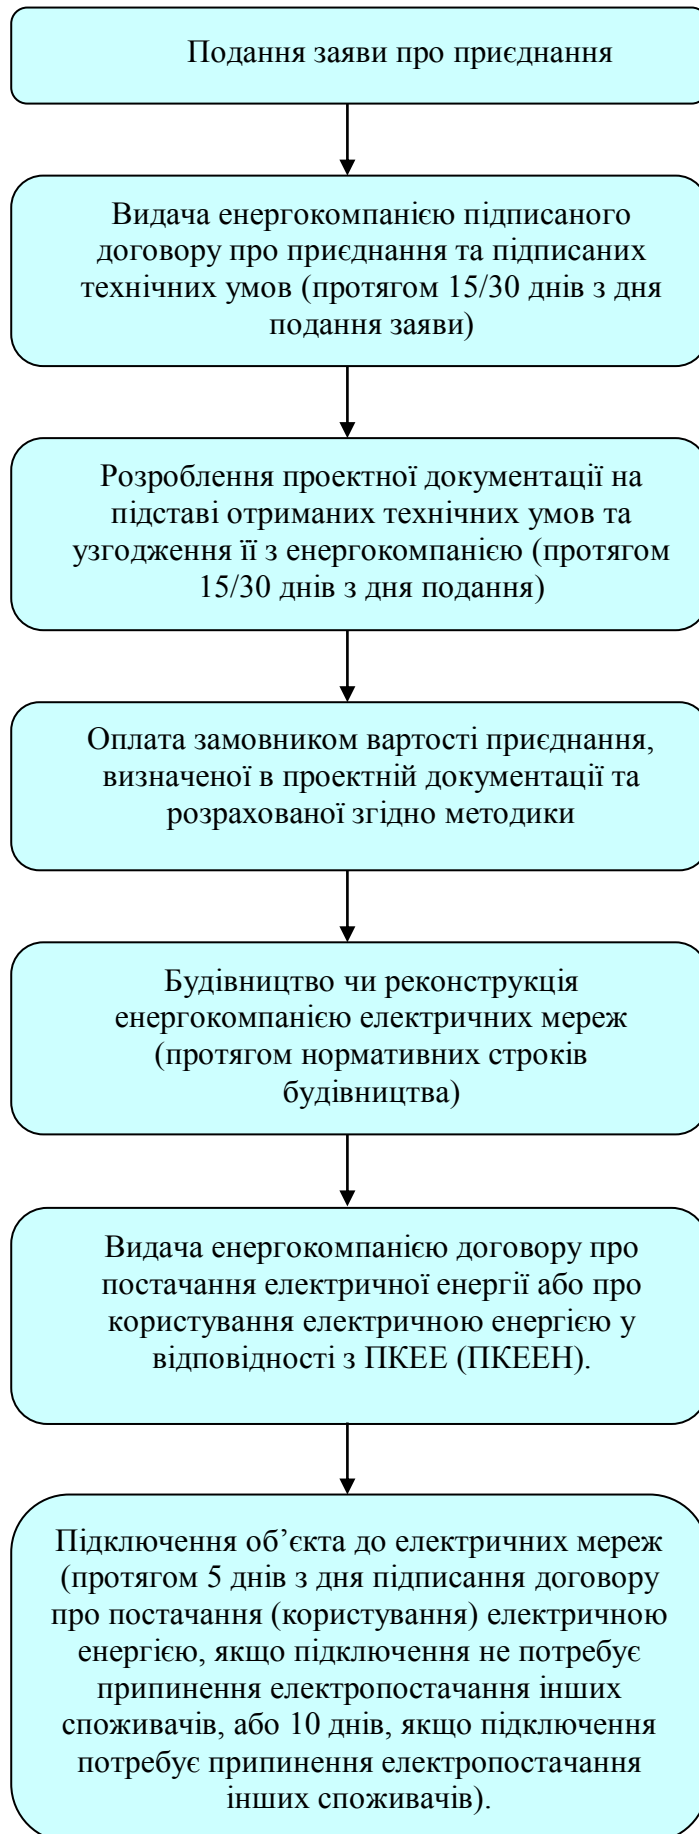 Подання заяви про приєднання
Видача енергокомпанією підписаного
договору про приєднання та підписаних
технічних умов (протягом 15/30 днів з дня
подання заяви)
Розроблення проектної документації на
підставі отриманих технічних умов та
узгодження її з енергокомпанією (протягом
15/30 днів з дня подання)
Оплата замовником вартості приєднання,
визначеної в проектній документації та
розрахованої згідно методики
Будівництво чи реконструкція
енергокомпанією електричних мереж
(протягом нормативних строків
будівництва)
Видача енергокомпанією договору про
постачання електричної енергії або про
користування електричною енергією у
відповідності з ПКЕЕ (ПКЕЕН).
Підключення об’єкта до електричних мереж
(протягом 5 днів з дня підписання договору
про постачання (користування) електричною
енергією, якщо підключення не потребує
припинення електропостачання інших
споживачів, або 10 днів, якщо підключення
потребує припинення електропостачання
інших споживачів).